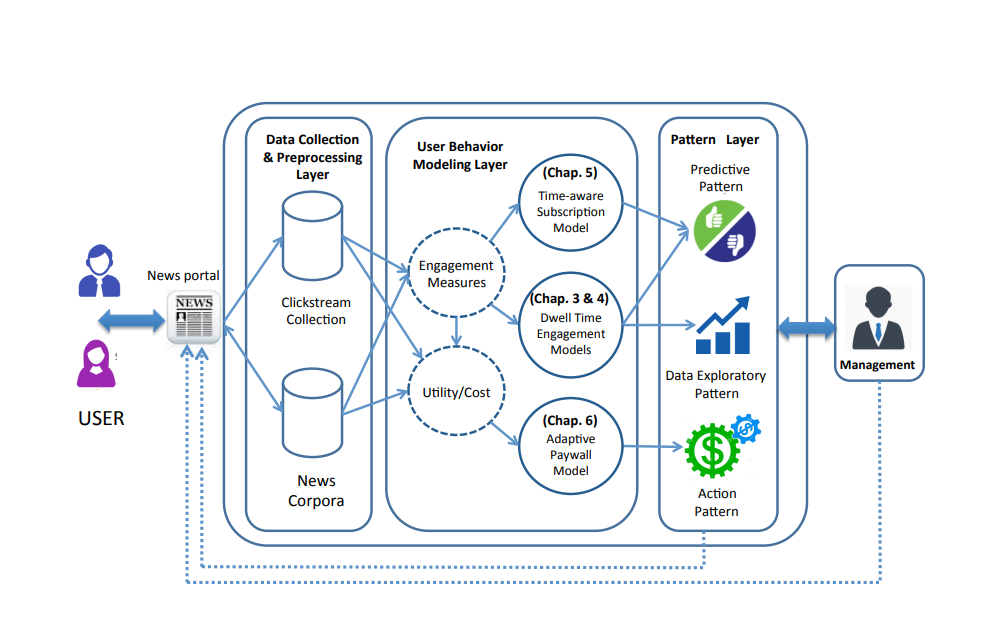 Data Collection
& Preprocessing
Layer
User Behavior
Modeling Layer
Pattern Layer
(Chap. 5)
Time-aware
Subscription
Model
Predictive
Pattern
News portal
NEWS
Engagement
Measures
Clickstream
Collection
(Chap. 3 & 4)
Dwell Time
Engagement
Models
Data Exploratory
Pattern
Management
USER
Utility/Cost
(Chap. 6)
Adaptive
Paywall
Model
News
Corpora
$
$
Action
Pattern